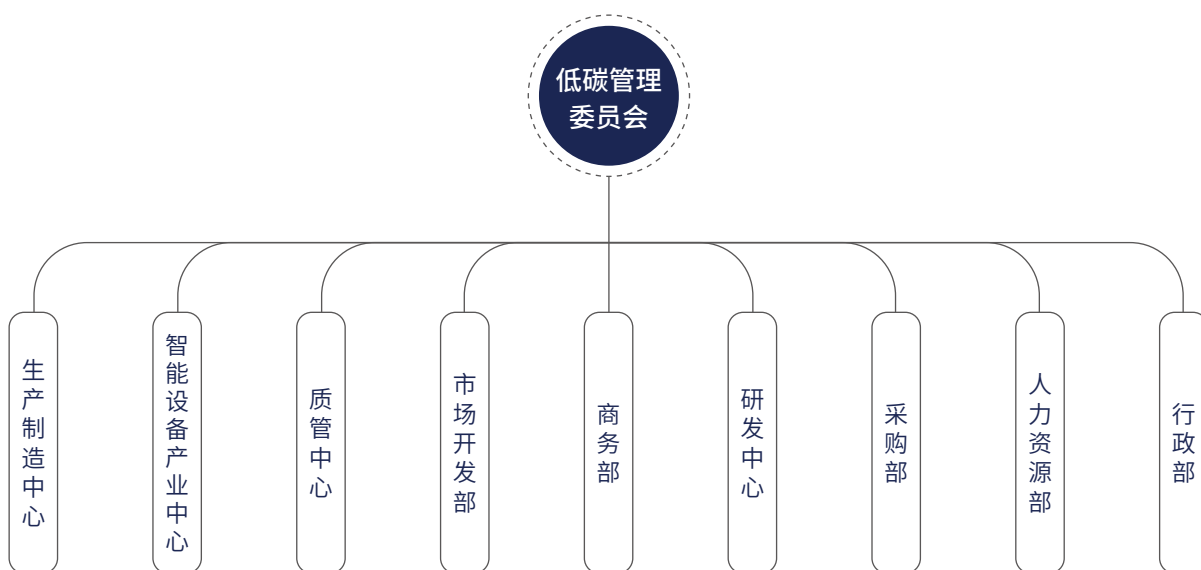 低碳管理
委员会
生产制造中心
智能设备产业中心
质管中心
市场开发部
商务部
研发中心
采购部
人力资源部
行政部